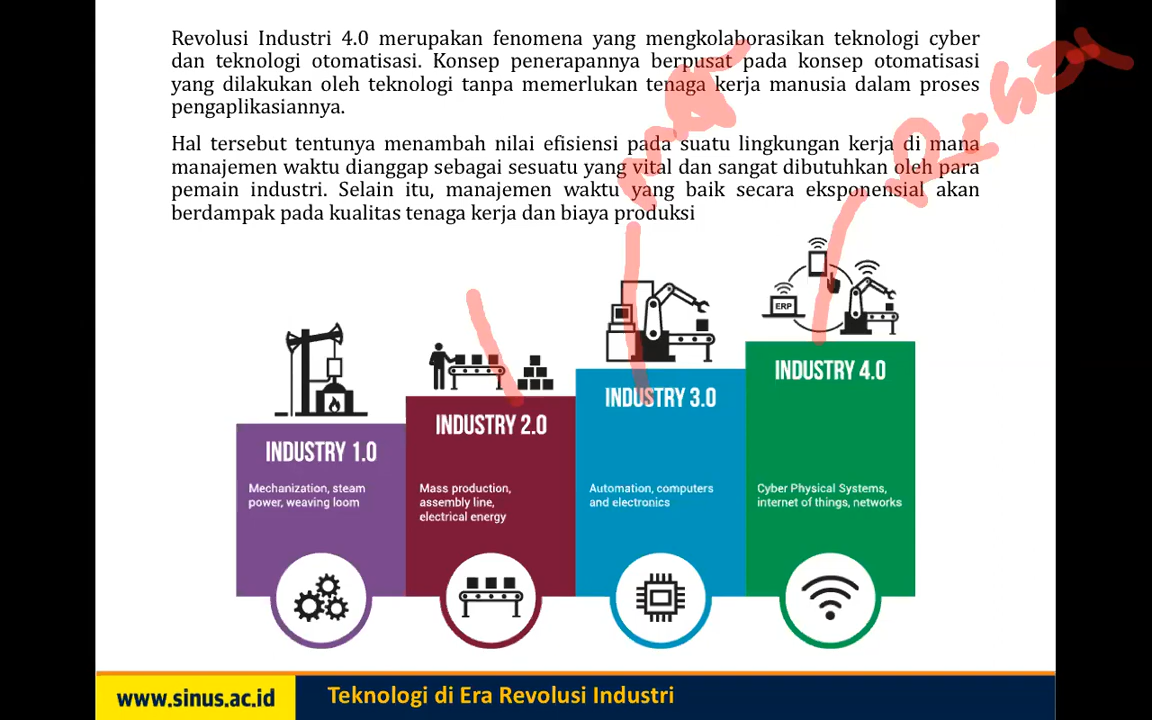 Revolusi Industri 4.0 merupakan fenomena yang mengkolaborasikan teknologi cyber
dan teknologi otomatisasi. Konsep penerapannya berpusat pada konsep otomatisasi
yang dilakukan oleh teknologi tanpa memerlukan tenaga kerja manusia dalam proses
pengaplikasiannya.
Hal tersebut tentunya menambah nilai efisiensi pada suatu lingkungan kerja di mana
manajemen waktu dianggap sebagai sesuatu yang vital dan sangat dibutuhkan oleh para
pemain industri. Selain itu, manajemen waktu yang baik secara eksponensial akan
berdampak pada kualitas tenaga kerja dan biaya produksi
ERP
INDUSTRY 1.0
Mechanization, steam
power, weaving loom
INDUSTRY 2.0
Mass production,
assembly line,
electrical energy
INDUSTRY 3.0
Automation, computers
and electronics
INDUSTRY 4.0
Cyber Physical Systems,
internet of things, networks
www.sinus.ac.id
Teknologi di Era Revolusi Industri